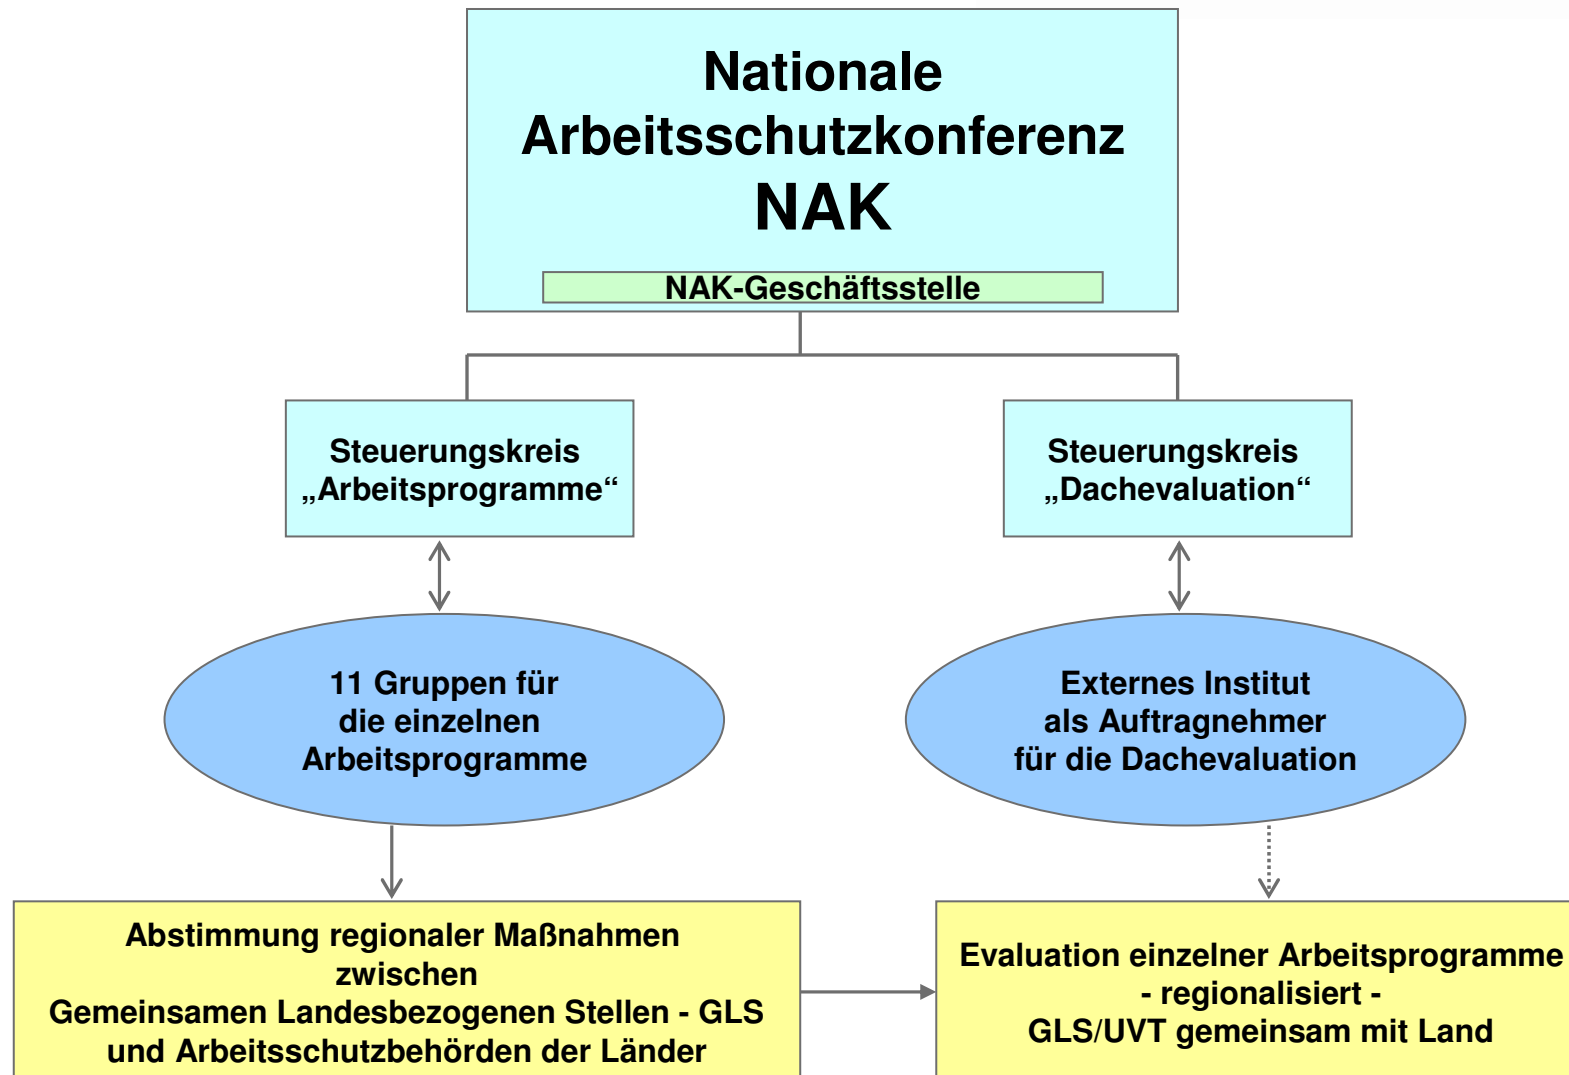 Nationale
Arbeitsschutzkonferenz
NAK
NAK-Geschäftsstelle
Steuerungskreis
„Arbeitsprogramme“
Steuerungskreis
„Dachevaluation“
11 Gruppen für
die einzelnen
Arbeitsprogramme
Externes Institut
als Auftragnehmer
für die Dachevaluation
Abstimmung regionaler Maßnahmen
zwischen
Gemeinsamen Landesbezogenen Stellen - GLS
und Arbeitsschutzbehörden der Länder
Evaluation einzelner Arbeitsprogramme
- regionalisiert -
GLS/UVT gemeinsam mit Land